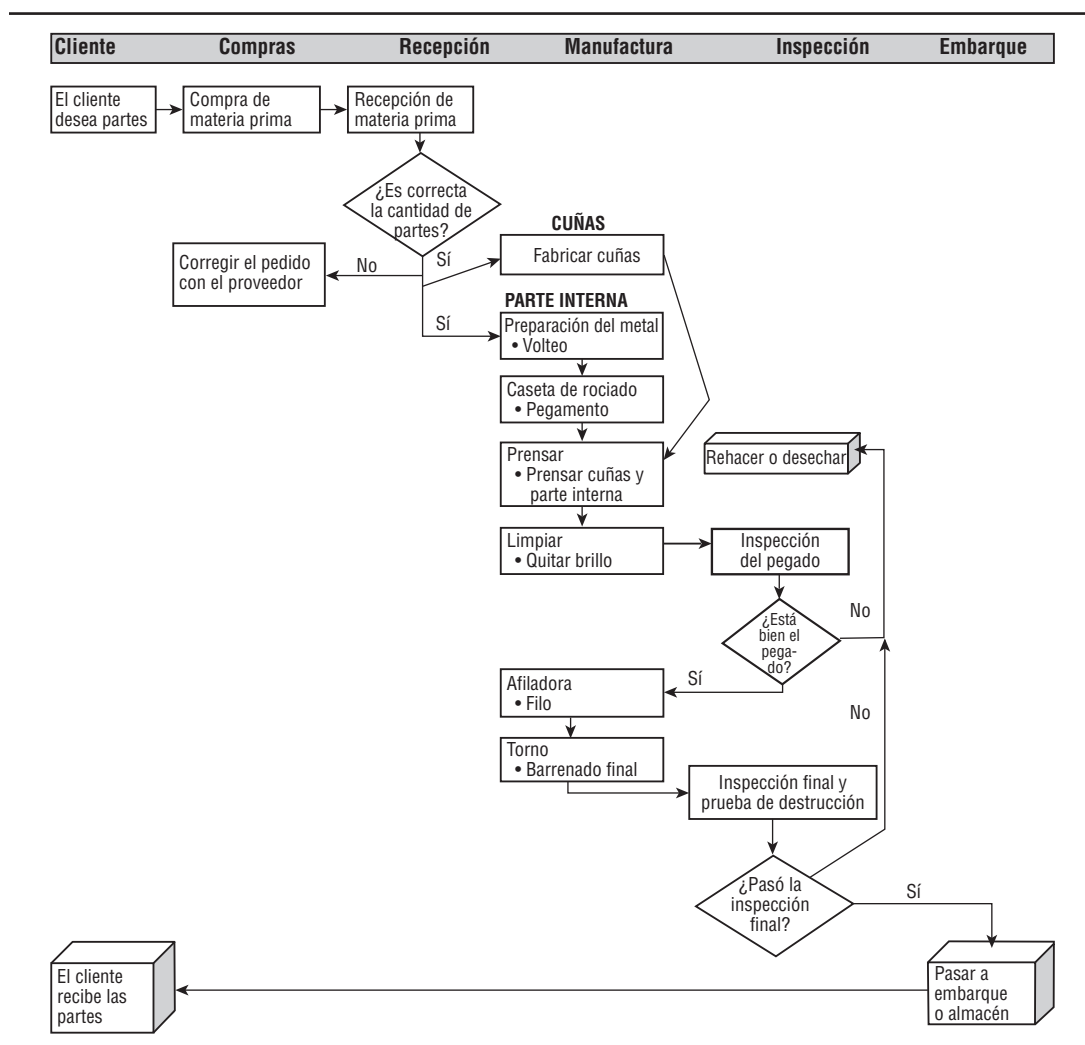 Cliente Compras Recepción Manufactura Inspección Embarque
El cliente
desea partes
Compra de
materia prima
Recepción de
materia prima
¿Es correcta
la cantidad de
partes?
CUÑAS
Corregir el pedido
con el proveedor
No
Sí
Fabricar cuñas
PARTE INTERNA
Sí
Preparación del metal
• Volteo
Caseta de rociado
• Pegamento
Prensar
• Prensar cuñas y
parte interna
Rehacer o desechar
Limpiar
• Quitar brillo
Inspección
del pegado
¿Está
bien el
pega-
do?
No
Sí
Afiladora
• Filo
No
Torno
• Barrenado final
Inspección final y
prueba de destrucción
¿Pasó la
inspección
final?
Sí
El cliente
recibe las
partes
Pasar a
embarque
o almacén